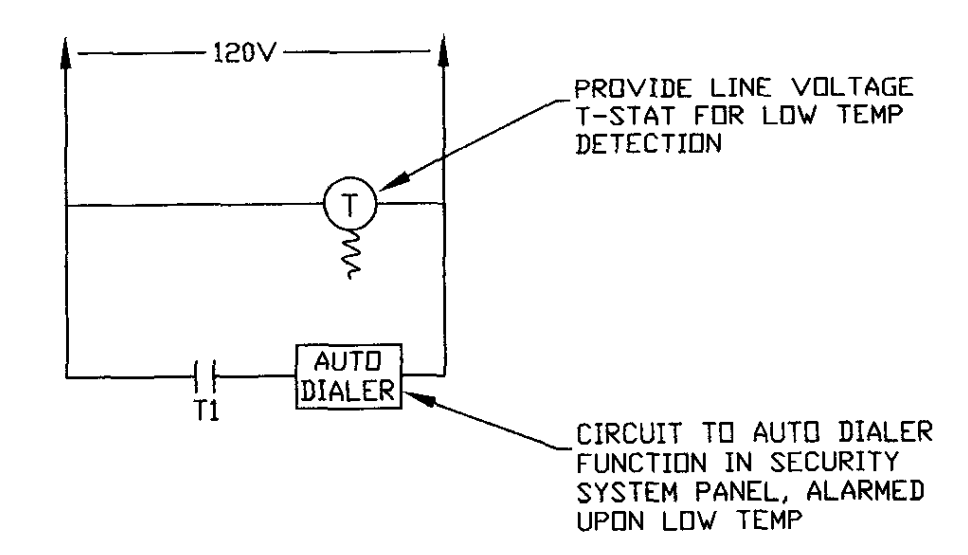 120V
PROVIDE LINE VOLTAGE
T-STAT FOR LOW TEMP
DETECTION
T
AUTO
DIALER
T1
CIRCUIT TO AUTO DIALER
FUNCTION IN SECURITY
SYSTEM PANEL, ALARMED
UPON LOW TEMP